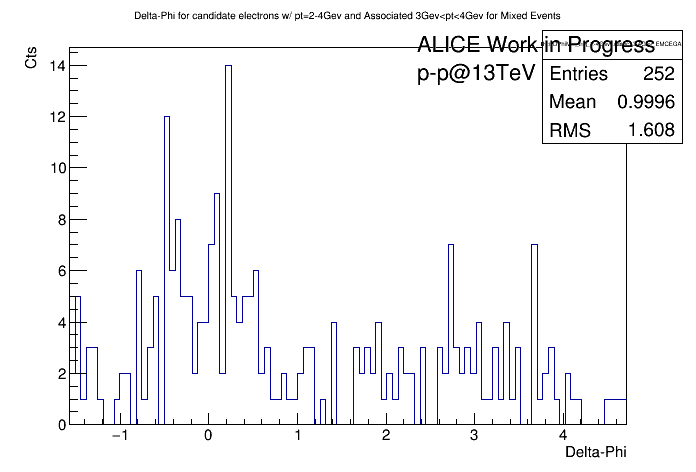 Delta-Phi for candidate electrons w/ pt=2-4Gev and Associated 3Gev<pt<4Gev for Mixed Events
Cts
ALICE Work in Progress
p-p@13TeV
EMCEGA
Entries 252
Mean 0.9996
RMS 1.608
14
12
10
8
6
4
2
0
−1 0 1 2 3 4
Delta-Phi